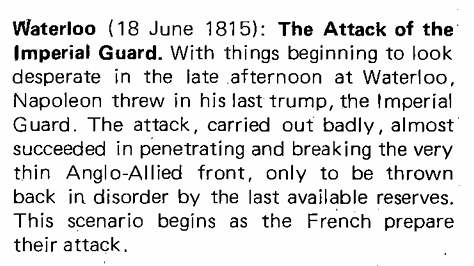 Waterloo (18 June 1815): The Attack of the
Imperial Guard. With things beginning to look
desperate in the late afternoon at Waterloo,
Napoleon threw in his last trump, the Imperial
Guard. The attack, carried out badly, almost
succeeded in penetrating and breaking the very
thin Anglo-Allied front, only to be thrown
back in disorder by the last available reserves.
This scenario begins as the French prepare
their attack.